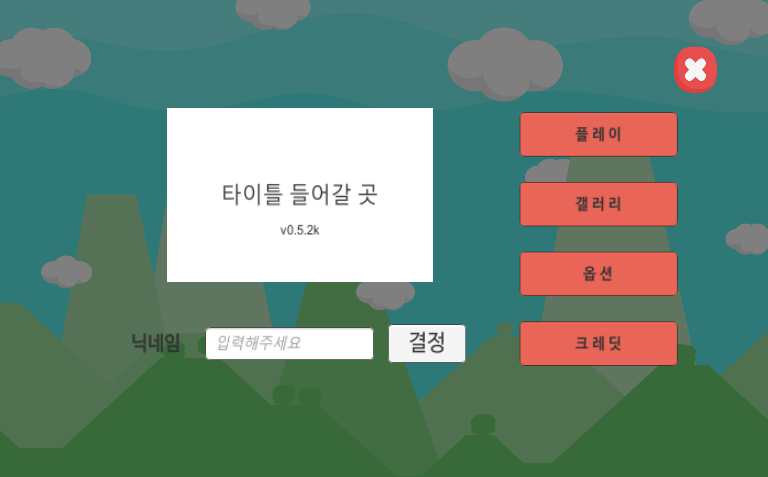 타이틀 들어갈 곳
v0.5.2k
닉네임
입력해주세요
결정
플레이
갤러리
옵션
크레딧